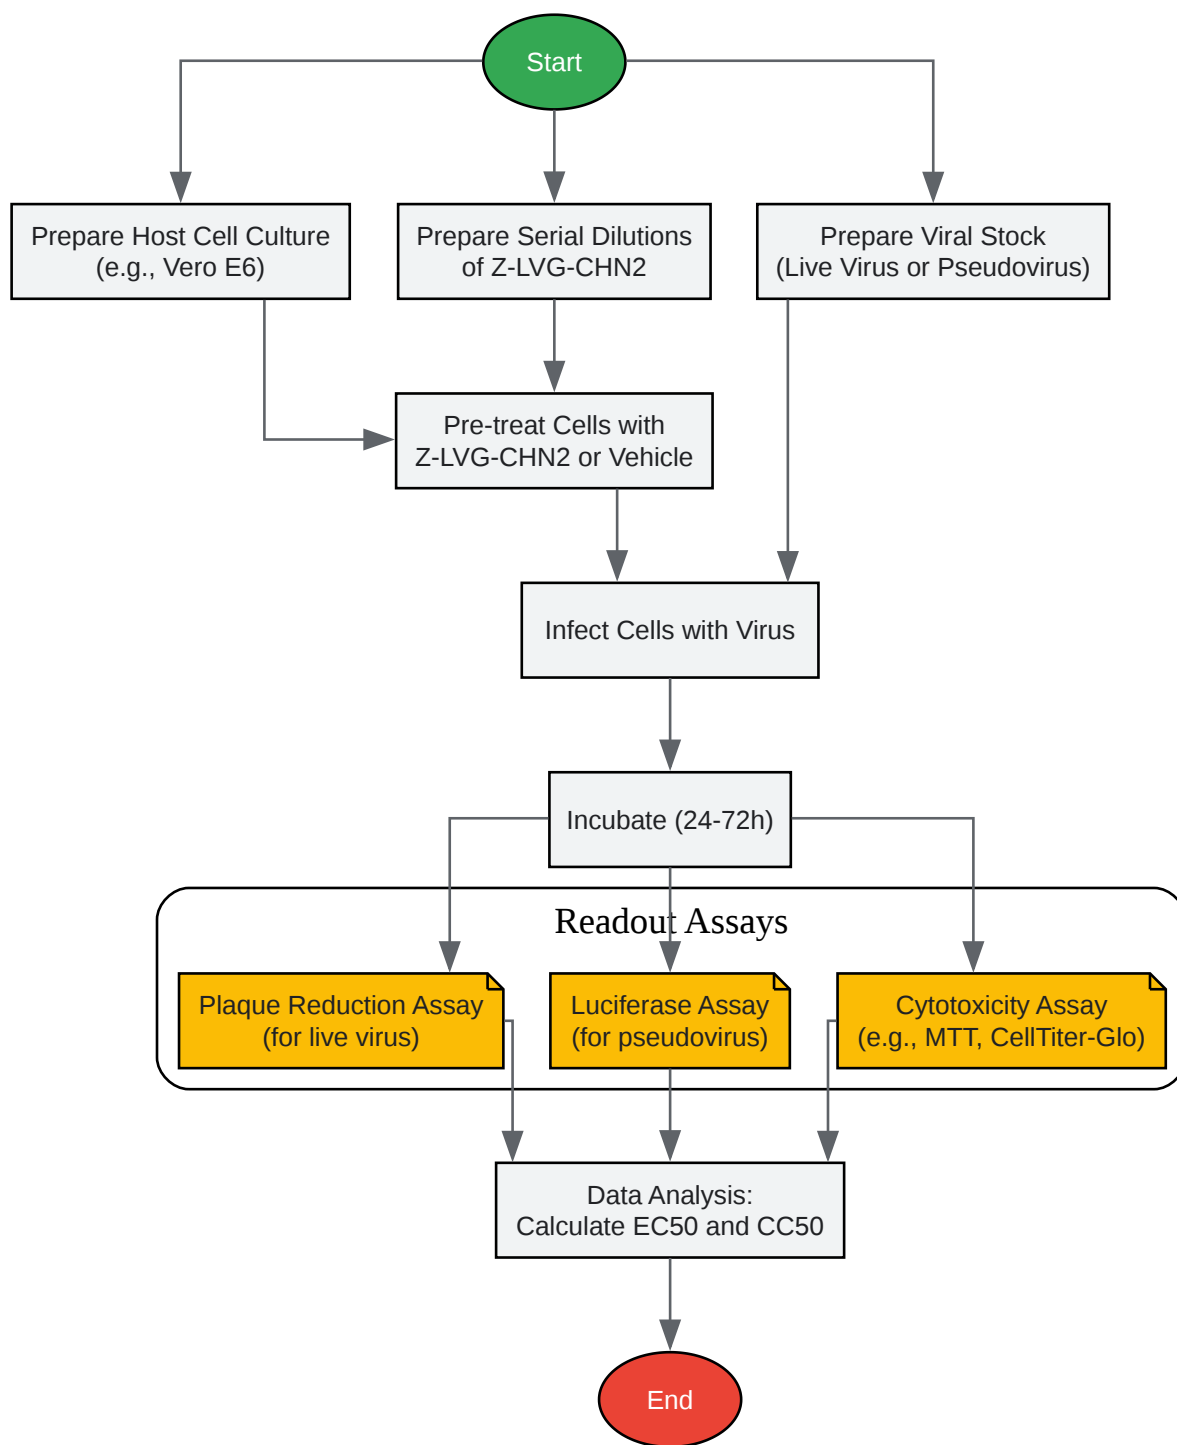 Start
Prepare Host Cell Culture
(e.g., Vero E6)
Prepare Serial Dilutions
of Z-LVG-CHN2
Prepare Viral Stock
(Live Virus or Pseudovirus)
Pre-treat Cells with
Z-LVG-CHN2 or Vehicle
Infect Cells with Virus
Incubate (24-72h)
Readout Assays
Plaque Reduction Assay
(for live virus)
Luciferase Assay
(for pseudovirus)
Cytotoxicity Assay
(e.g., MTT, CellTiter-Glo)
Data Analysis:
Calculate EC50 and CC50
End